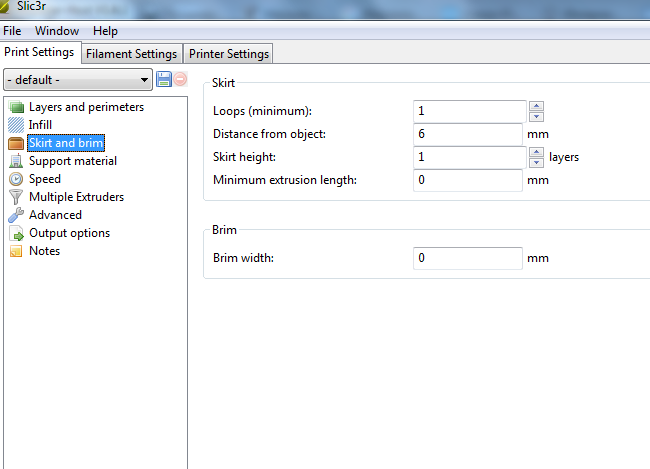 Slic3r
File Window Help
Print Settings Filament Settings Printer Settings
- default -
Layers and perimeters
Infill
Skirt and brim
Support material
Speed
Multiple Extruders
Advanced
Output options
Notes
Skirt
Loops (minimum): 1
Distance from object: 6 mm
Skirt height: 1 layers
Minimum extrusion length: 0 mm
Brim
Brim width: 0 mm